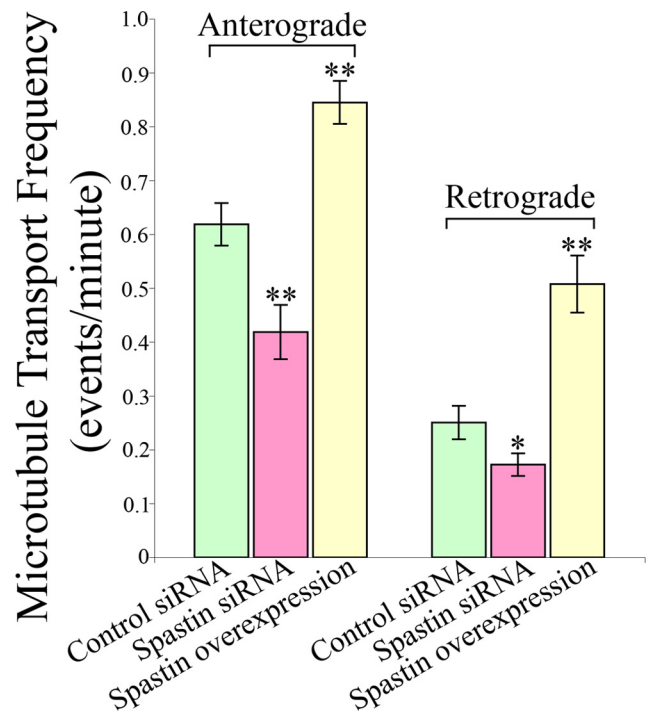 Microtubule Transport Frequency
(events/minute)
1.0
0.9
0.8
0.7
0.6
0.5
0.4
0.3
0.2
0.1
0
Anterograde
**
**
Retrograde
**
*
Control siRNA
Spastin siRNA
Spastin overexpression
Control siRNA
Spastin siRNA
Spastin overexpression